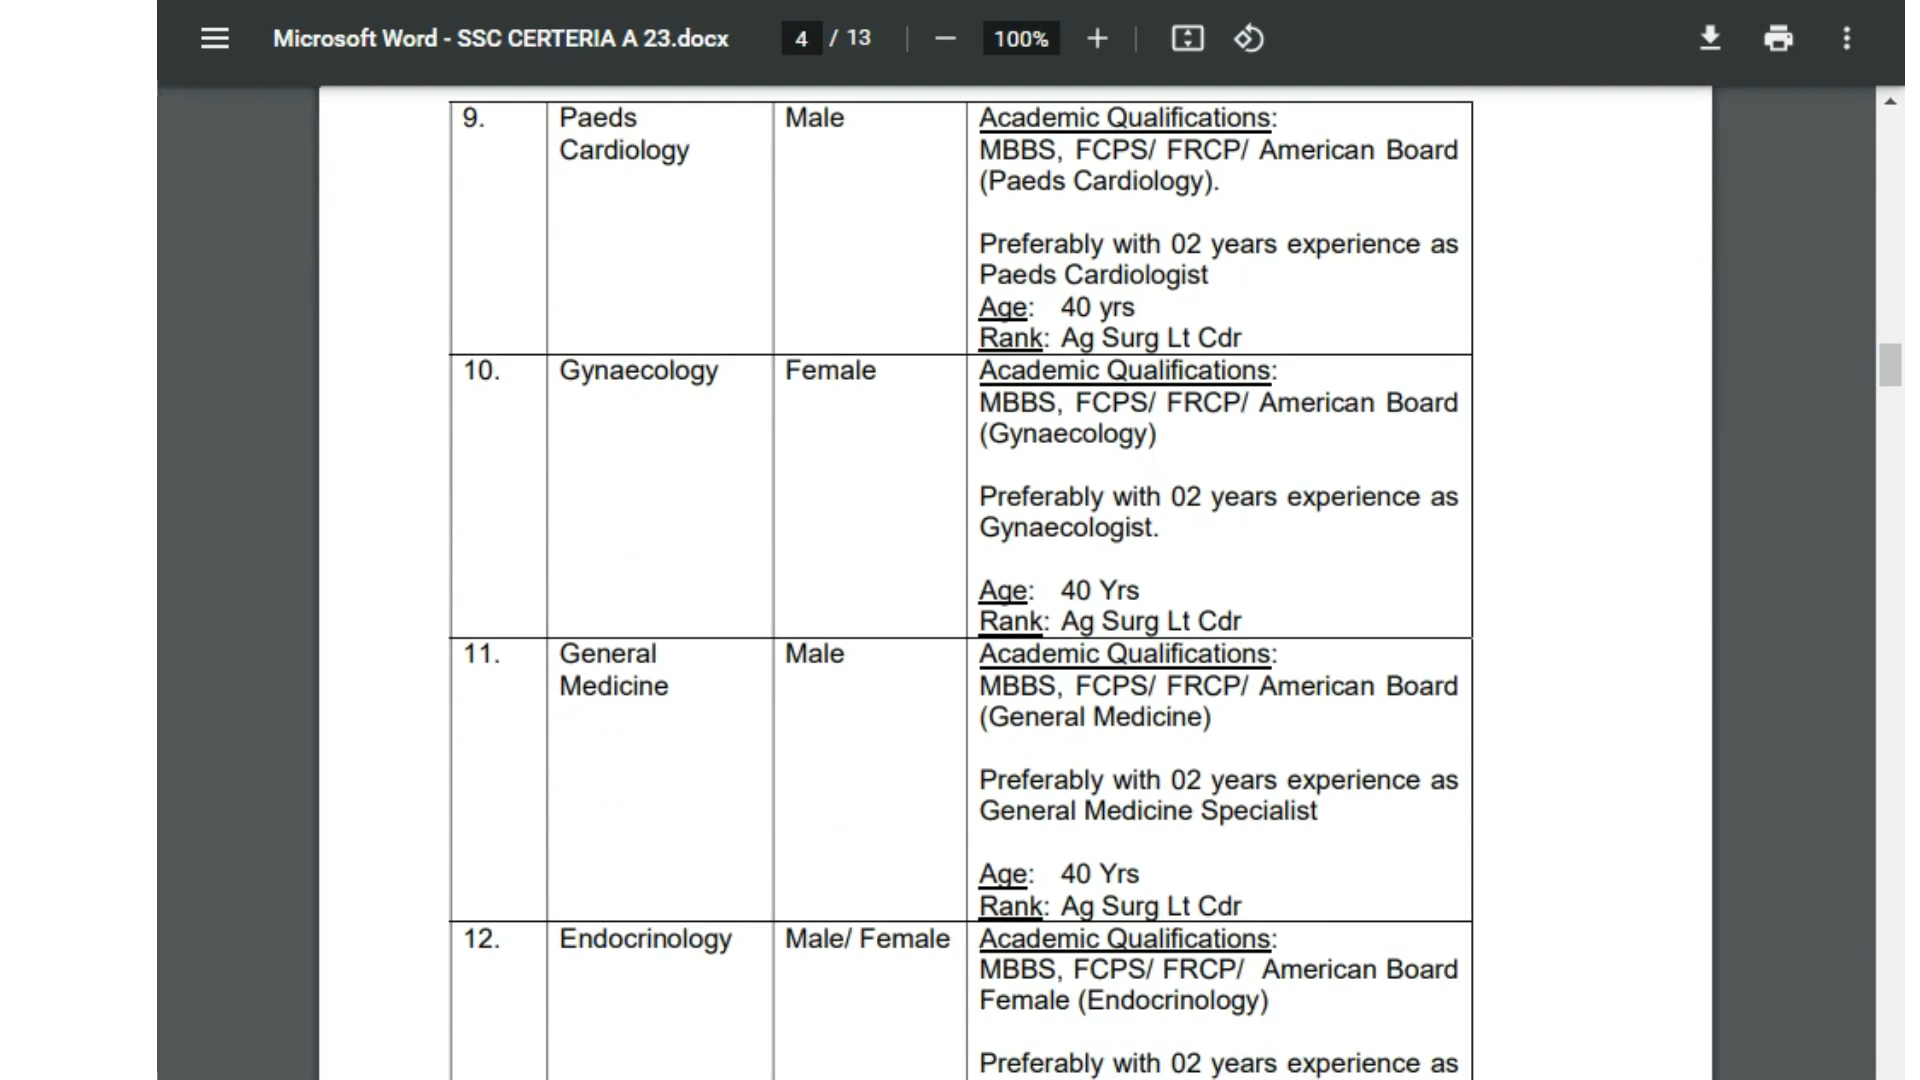 Microsoft Word - SSC CERTERIA A 23.docx 4 / 13 100%
9. Paeds Male Academic Qualifications:
Cardiology MBBS, FCPS/ FRCP/ American Board
(Paeds Cardiology).
Preferably with 02 years experience as
Paeds Cardiologist
Age: 40 yrs
Rank: Ag Surg Lt Cdr
10. Gynaecology Female Academic Qualifications:
MBBS, FCPS/ FRCP/ American Board
(Gynaecology)
Preferably with 02 years experience as
Gynaecologist.
Age: 40 Yrs
Rank: Ag Surg Lt Cdr
11. General Male Academic Qualifications:
Medicine MBBS, FCPS/ FRCP/ American Board
(General Medicine)
Preferably with 02 years experience as
General Medicine Specialist
Age: 40 Yrs
Rank: Ag Surg Lt Cdr
12. Endocrinology Male/ Female Academic Qualifications:
MBBS, FCPS/ FRCP/ American Board
Female (Endocrinology)
Preferably with 02 years experience as